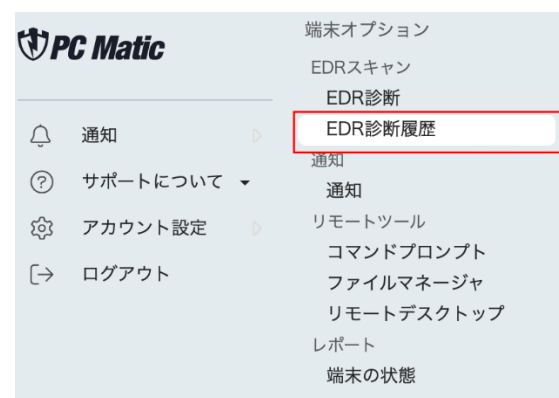 PC Matic
通知
サポートについて
アカウント設定
ログアウト
端末オプション
EDRスキャン
EDR診断
EDR診断履歴
通知
通知
リモートツール
コマンドプロンプト
ファイルマネージャ
リモートデスクトップ
レポート
端末の状態